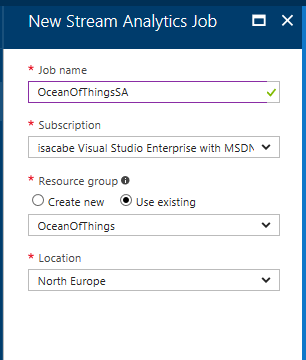 New Stream Analytics Job
* Job name
OceanOfThingsSA
* Subscription
isacabe Visual Studio Enterprise with MSDN
* Resource group
Create new Use existing
OceanOfThings
* Location
North Europe